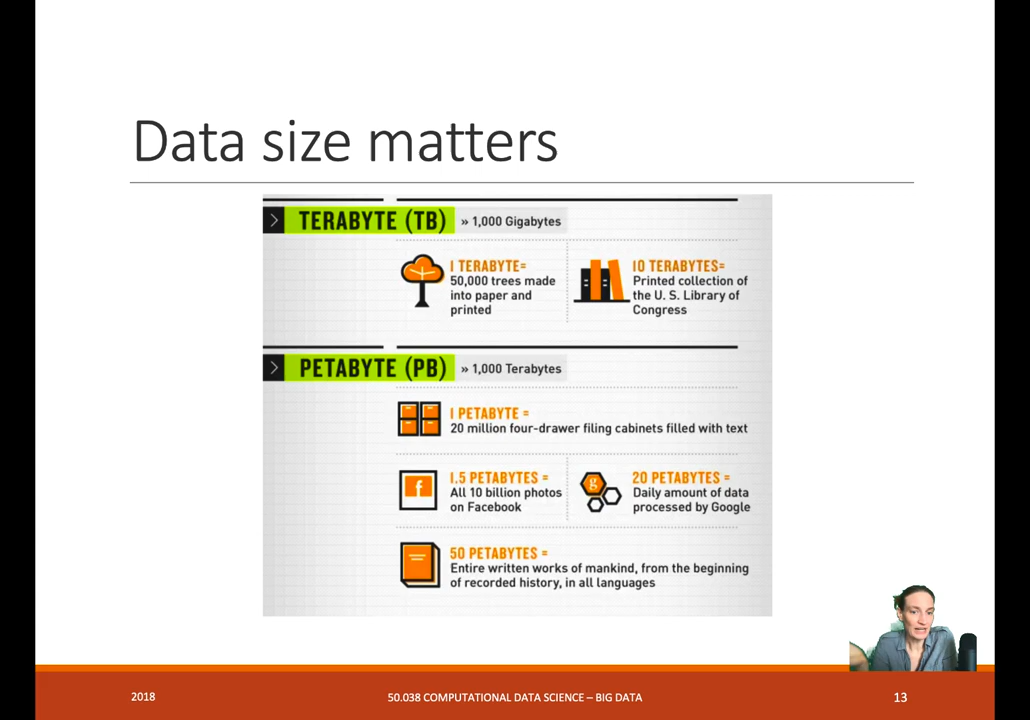 Data size matters
TERABYTE (TB) » 1,000 Gigabytes
1 TERABYTE=
50,000 trees made
into paper and
printed
10 TERABYTES=
Printed collection of
the U. S. Library of
Congress
PETABYTE (PB) » 1,000 Terabytes
1 PETABYTE =
20 million four-drawer filing cabinets filled with text
f
1.5 PETABYTES =
All 10 billion photos
on Facebook
g
20 PETABYTES =
Daily amount of data
processed by Google
50 PETABYTES =
Entire written works of mankind, from the beginning
of recorded history, in all languages
2018 50.038 COMPUTATIONAL DATA SCIENCE – BIG DATA 13